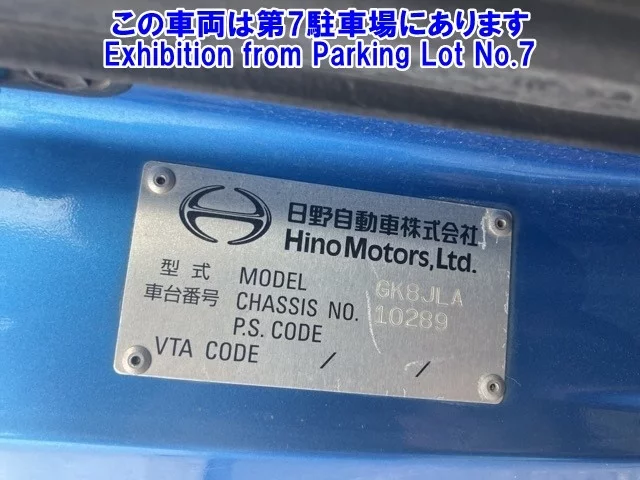 この車両は第7駐車場にあります
Exhibition from Parking Lot No.7
日野自動車株式会社
Hino Motors, Ltd.
型式 MODEL GK8JLA
車台番号 CHASSIS NO. 10289
P.S. CODE
VTA CODE / /